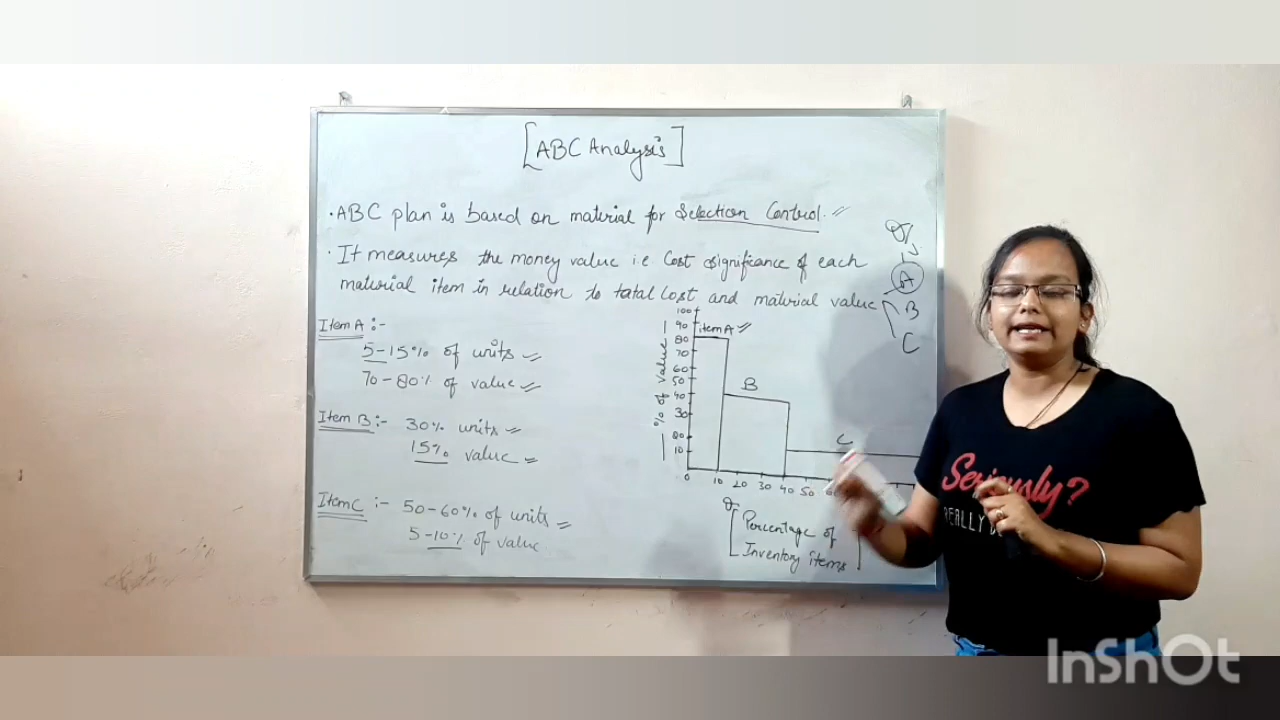 [ABC Analysis]
· ABC plan is based on material for Selection Control.
· It measures the money value i.e Cost significance of each
material item in relation to total Cost and material value
A
B
C
Item A :-
5-15% of units
70-80% of value
Item B :- 30% units
15% value
Item C :- 50-60% of units
5-10% of value
% of value
100
90
80
70
60
50
40
30
20
10
0
item A
B
C
10 20 30 40 50
Percentage of
Inventory items
Seriously?
REALLY
InShOt